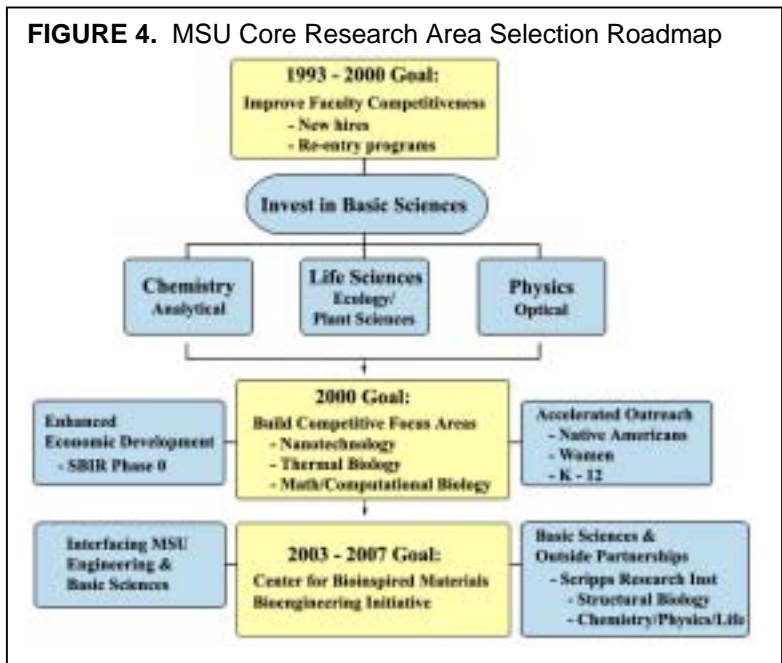 FIGURE 4. MSU Core Research Area Selection Roadmap
1993 - 2000 Goal:
Improve Faculty Competitiveness
- New hires
- Re-entry programs
Invest in Basic Sciences
Chemistry
Analytical
Life Sciences
Ecology/
Plant Sciences
Physics
Optical
Enhanced
Economic Development
- SBIR Phase 0
2000 Goal:
Build Competitive Focus Areas
- Nanotechnology
- Thermal Biology
- Math/Computational Biology
Accelerated Outreach
- Native Americans
- Women
- K - 12
Interfacing MSU
Engineering &
Basic Sciences
2003 - 2007 Goal:
Center for Bioinspired Materials
Bioengineering Initiative
Basic Sciences &
Outside Partnerships
- Scripps Research Inst
- Structural Biology
- Chemistry/Physics/Life